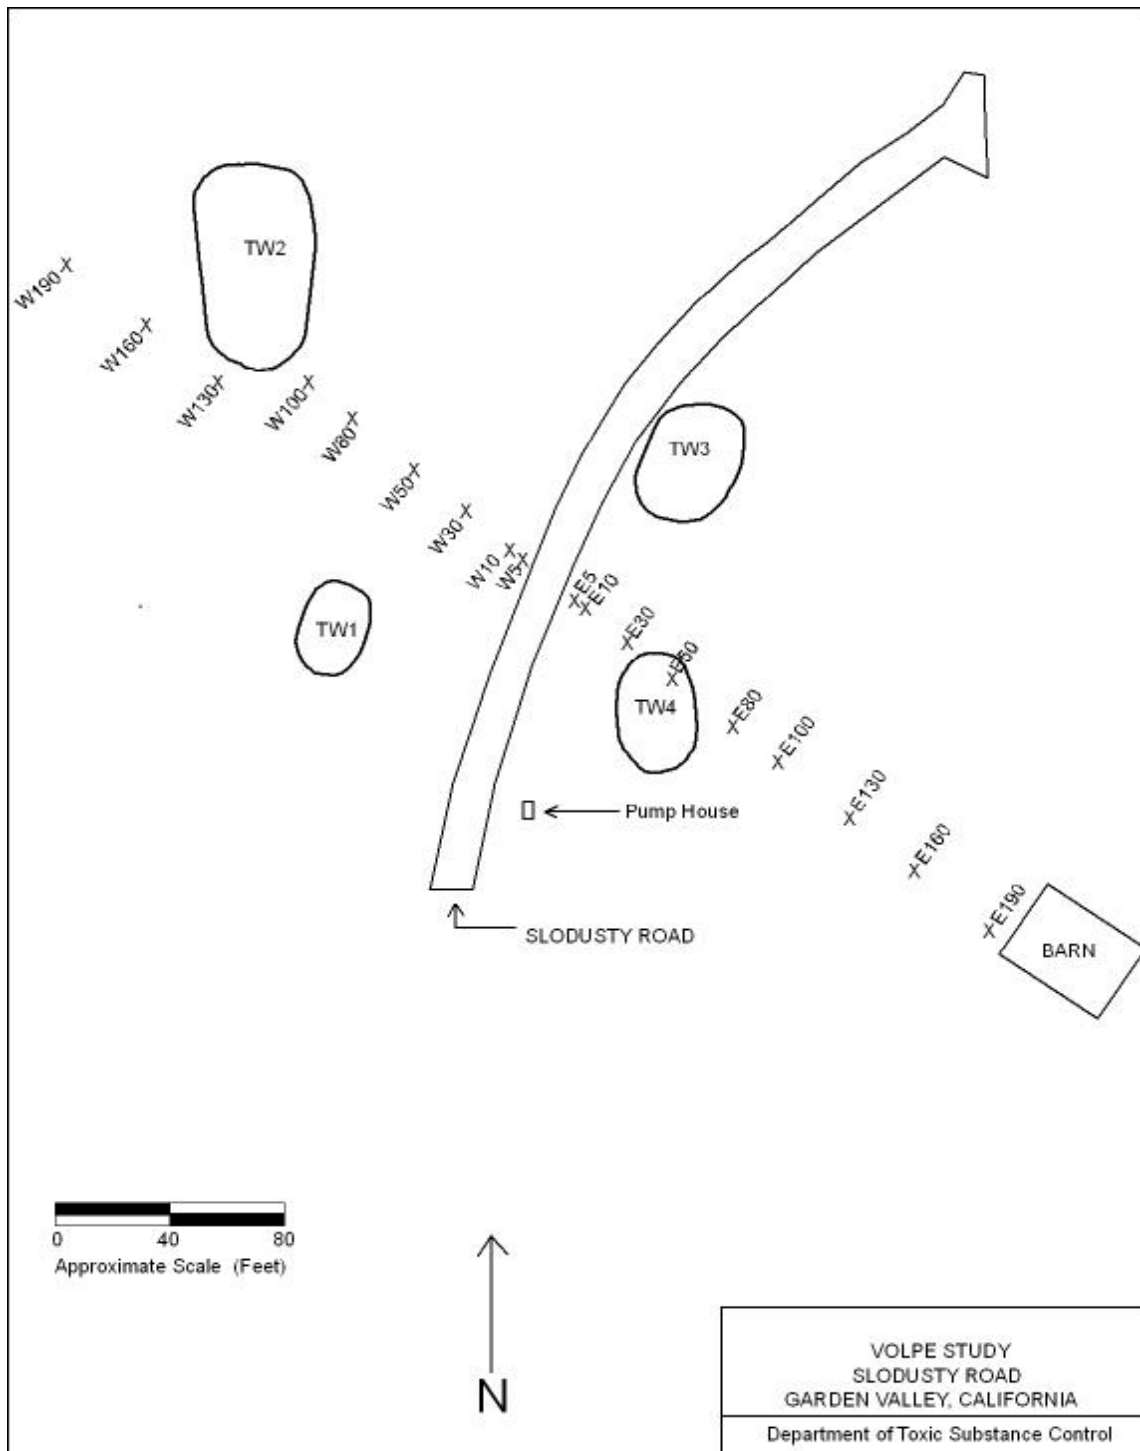 TW2
W190
W160
W130
W100
W80
W50
W30
W10
W5
TW3
E5
E10
E30
E50
TW1
TW4
E80
E100
E130
E160
E190
Pump House
SLODUSTY ROAD
BARN
0 40 80
Approximate Scale (Feet)
N
VOLPE STUDY
SLODUSTY ROAD
GARDEN VALLEY, CALIFORNIA
Department of Toxic Substance Control